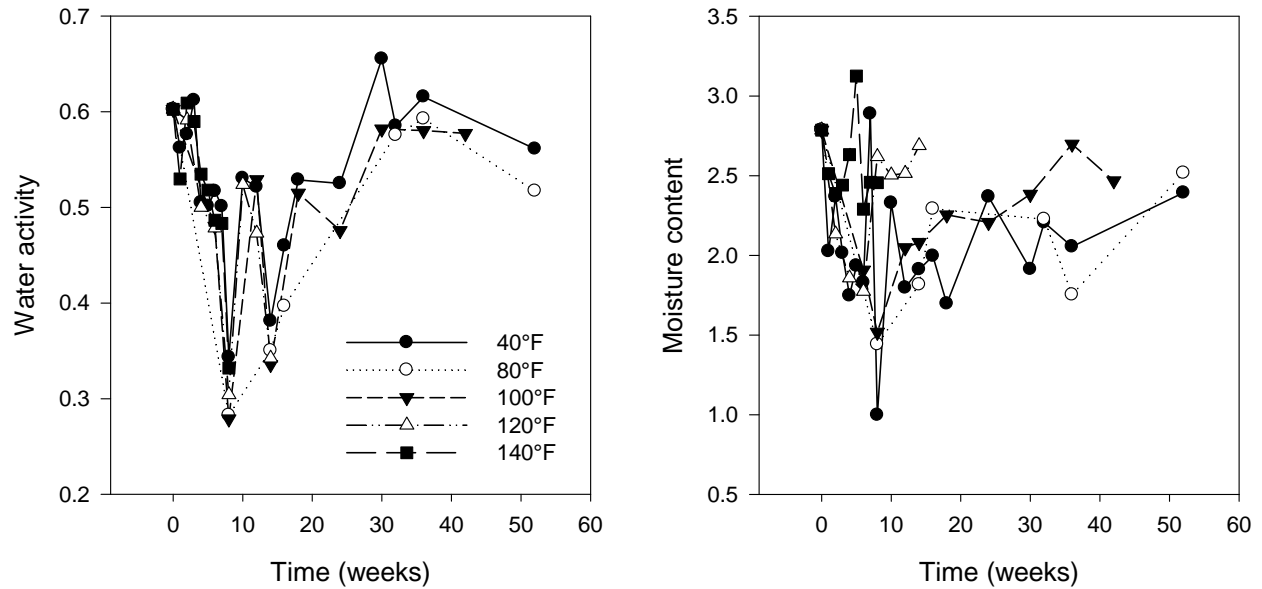 Water activity
0.7
0.6
0.5
0.4
0.3
0.2
40°F
80°F
100°F
120°F
140°F
0 10 20 30 40 50 60
Time (weeks)
Moisture content
3.5
3.0
2.5
2.0
1.5
1.0
0.5
0 10 20 30 40 50 60
Time (weeks)